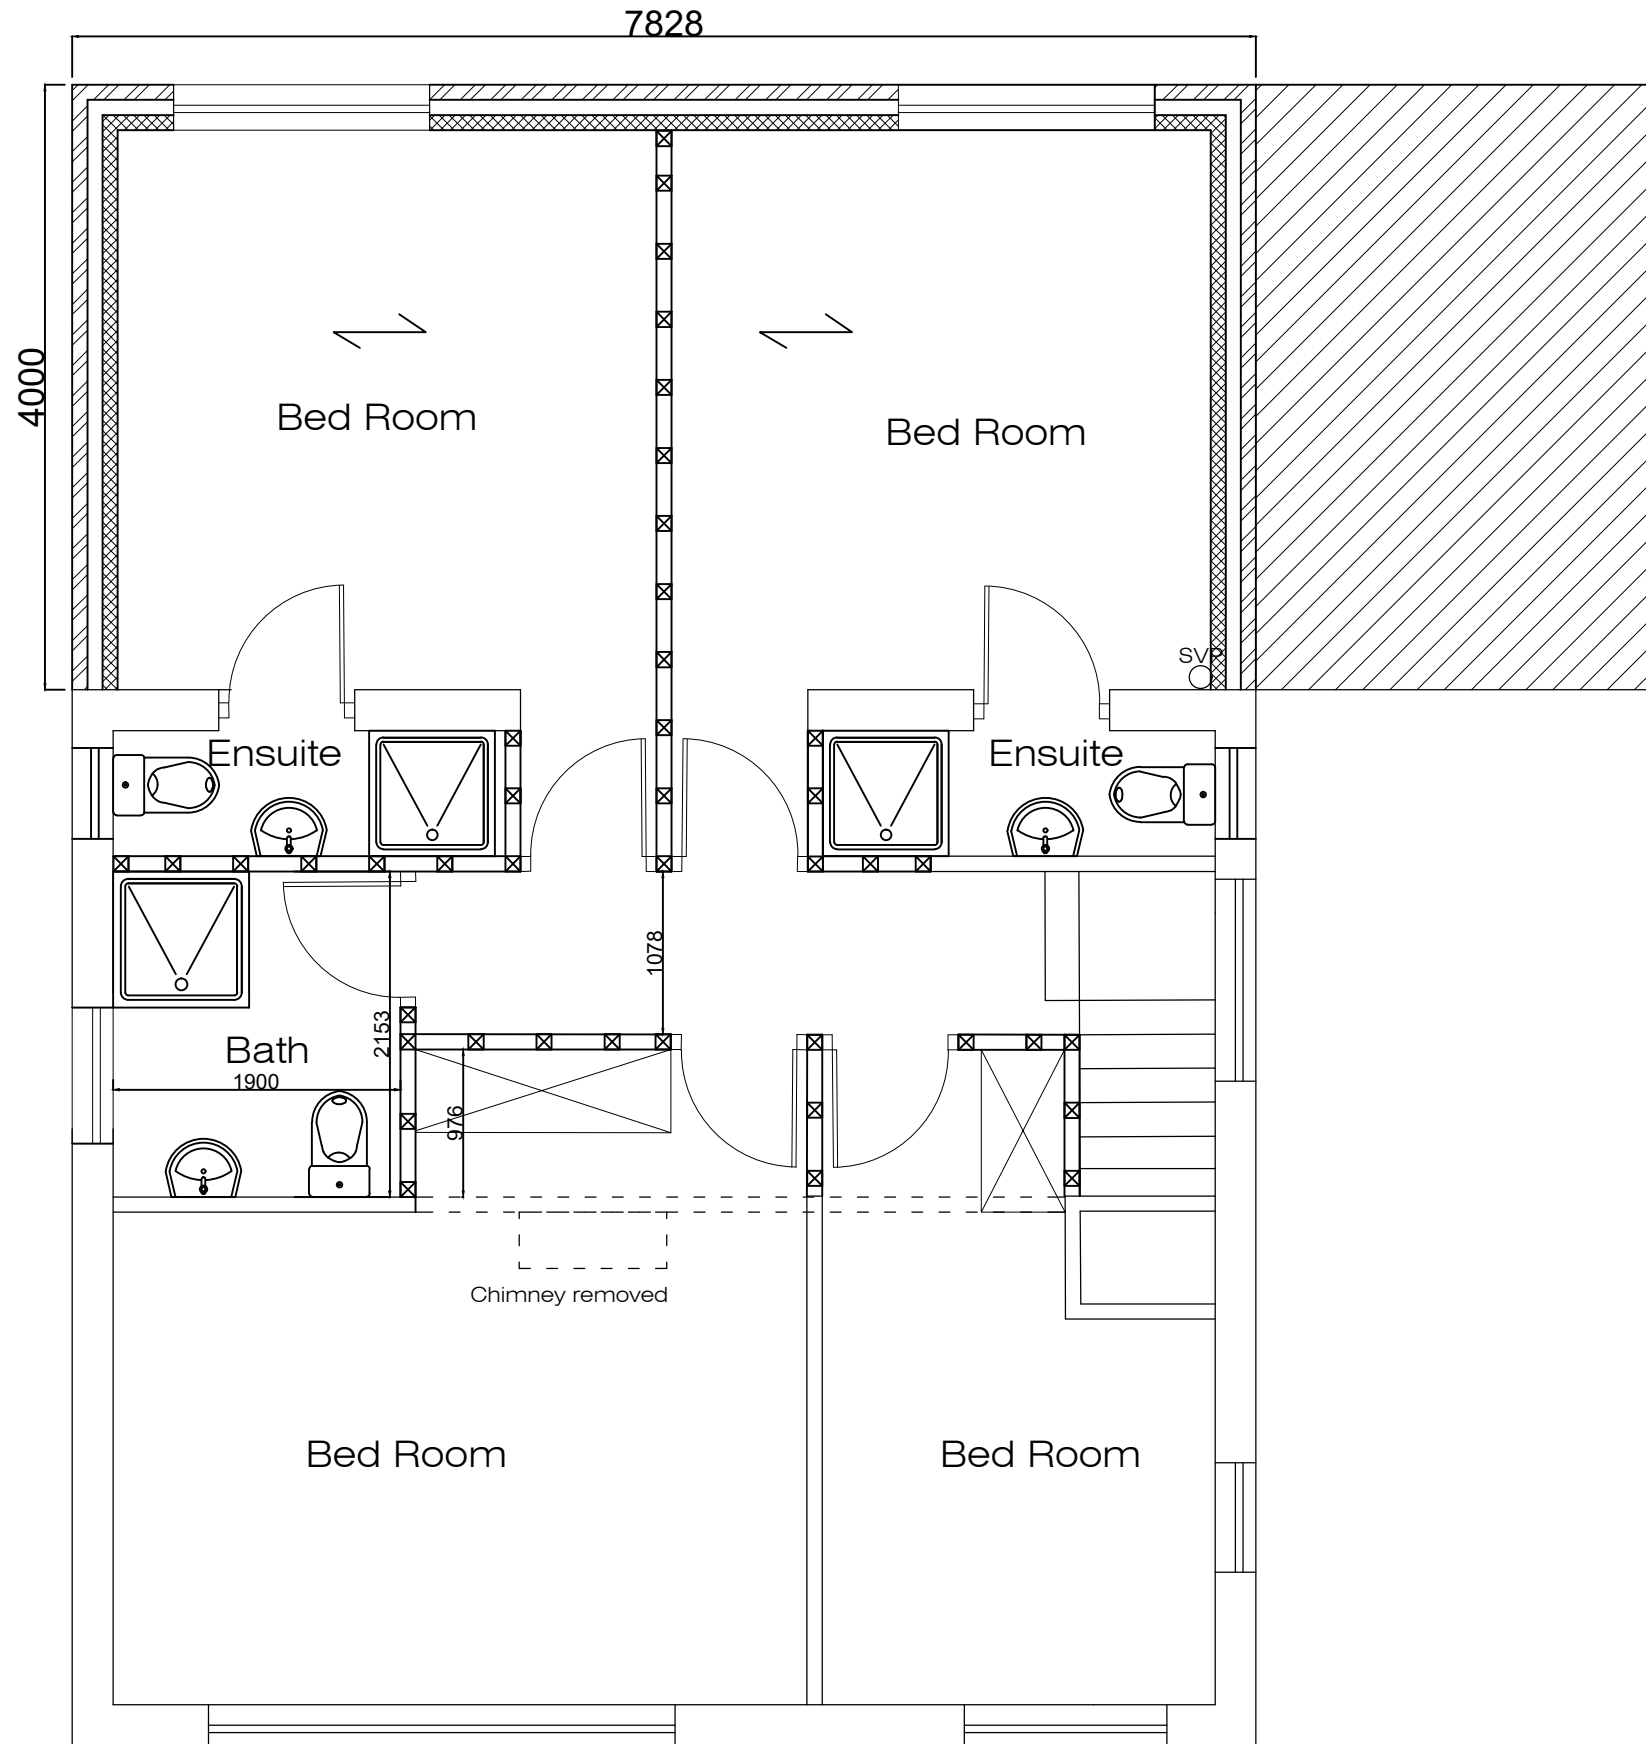 7828
4000
Bed Room
Bed Room
SVP
Ensuite
Ensuite
1078
2153
Bath
1900
976
Chimney removed
Bed Room
Bed Room